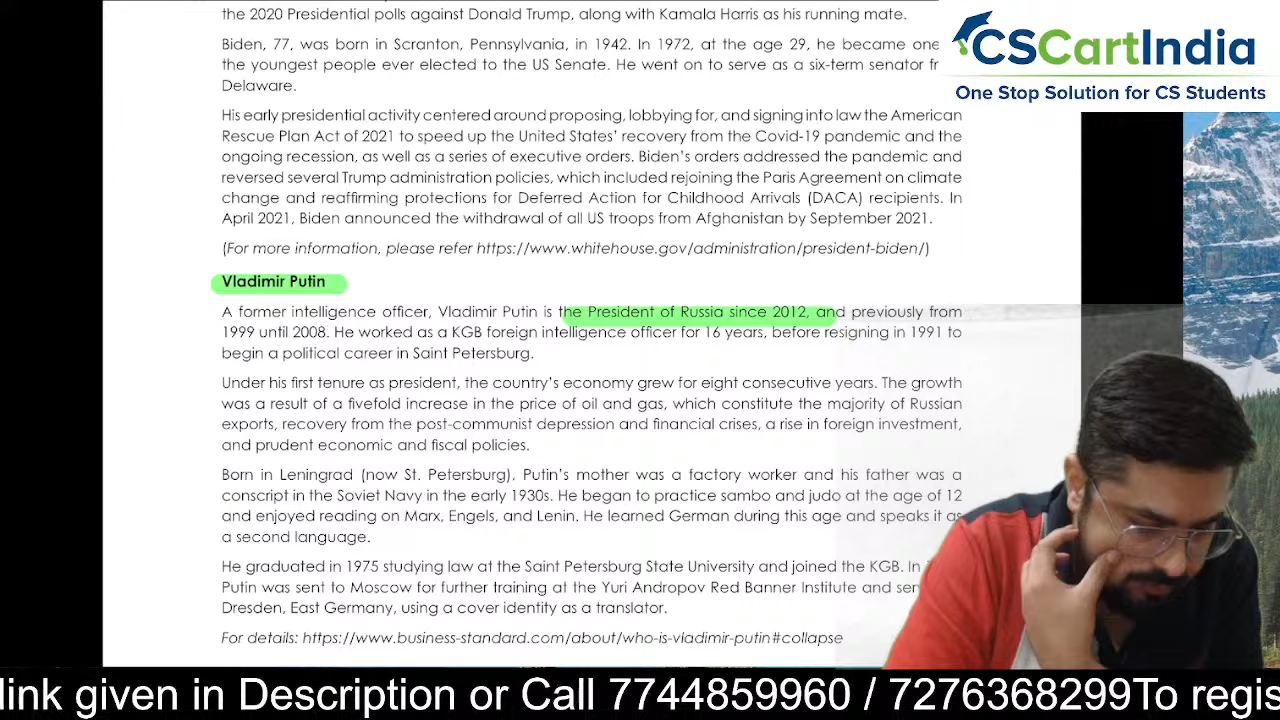 the 2020 Presidential polls against Donald Trump, along with Kamala Harris as his running mate.
Biden, 77, was born in Scranton, Pennsylvania, in 1942. In 1972, at the age 29, he became one
the youngest people ever elected to the US Senate. He went on to serve as a six-term senator
Delaware.
His early presidential activity centered around proposing, lobbying for, and signing into law the American
Rescue Plan Act of 2021 to speed up the United States' recovery from the Covid-19 pandemic and the
ongoing recession, as well as a series of executive orders. Biden's orders addressed the pandemic and
reversed several Trump administration policies, which included rejoining the Paris Agreement on climate
change and reaffirming protections for Deferred Action for Childhood Arrivals (DACA) recipients. In
April 2021, Biden announced the withdrawal of all US troops from Afghanistan by September 2021.
(For more information, please refer https://www.whitehouse.gov/administration/president-biden/)
Vladimir Putin
A former intelligence officer, Vladimir Putin is the President of Russia since 2012, and previously from
1999 until 2008. He worked as a KGB foreign intelligence officer for 16 years, before resigning in 1991 to
begin a political career in Saint Petersburg.
Under his first tenure as president, the country's economy grew for eight consecutive years. The growth
was a result of a fivefold increase in the price of oil and gas, which constitute the majority of Russian
exports, recovery from the post-communist depression and financial crises, a rise in foreign investment,
and prudent economic and fiscal policies.
Born in Leningrad (now St. Petersburg), Putin's mother was a factory worker and his father was a
conscript in the Soviet Navy in the early 1930s. He began to practice sambo and judo at the age of 12
and enjoyed reading on Marx, Engels, and Lenin. He learned German during this age and speaks it as
a second language.
He graduated in 1975 studying law at the Saint Petersburg State University and joined the KGB. In
Putin was sent to Moscow for further training at the Yuri Andropov Red Banner Institute and
Dresden, East Germany, using a cover identity as a translator.
For details: https://www.business-standard.com/about/who-is-vladimir-putin#collapse
CSCartIndia
One Stop Solution for CS Students
link given in Description or Call 7744859960 / 7276368299To regis